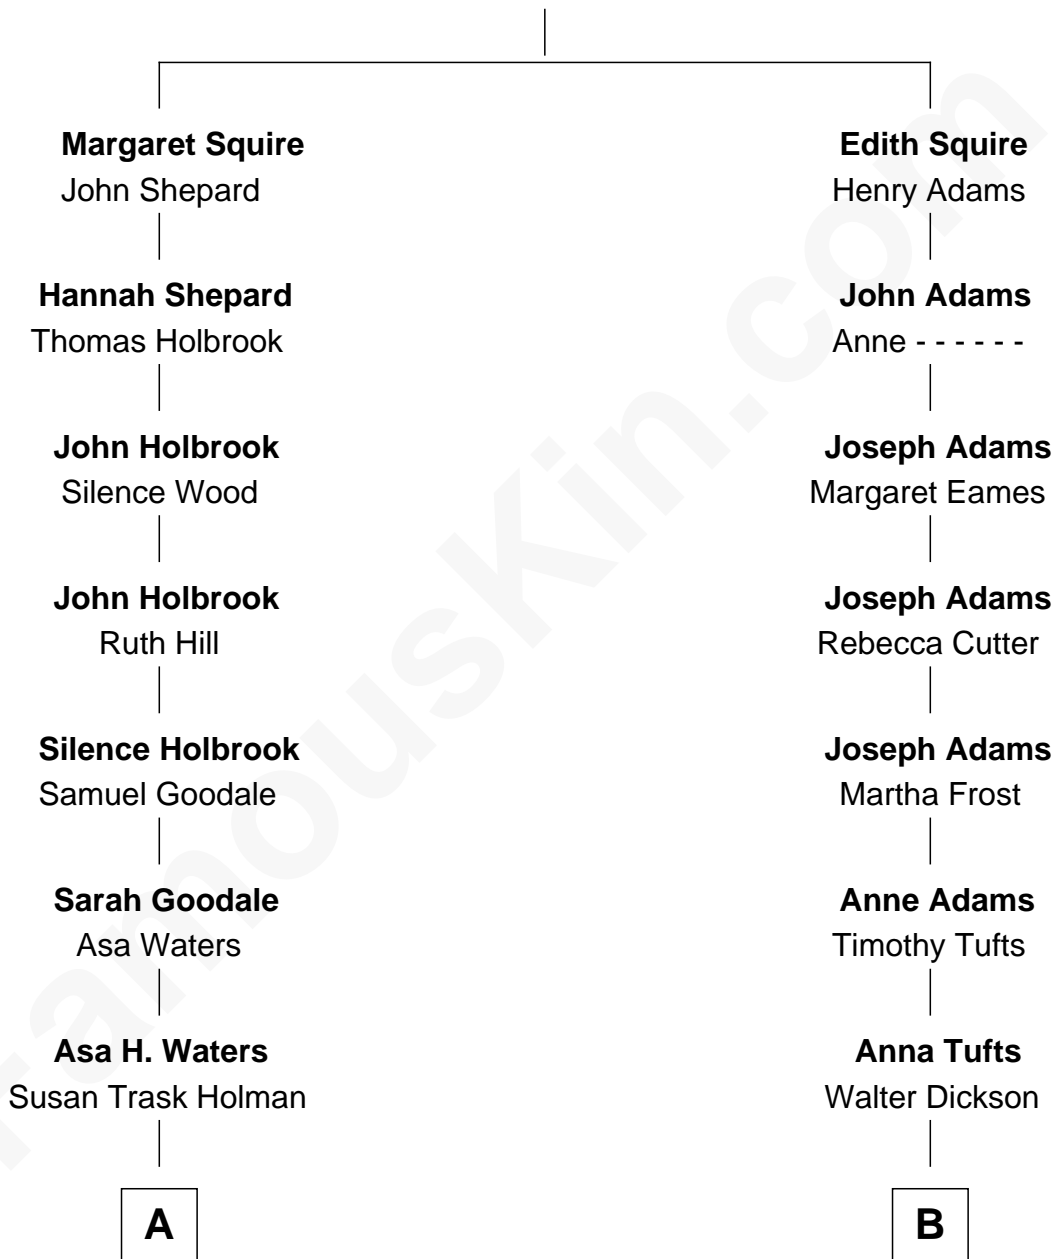 Margaret Squire
John Shepard
Hannah Shepard
Thomas Holbrook
John Holbrook
Silence Wood
John Holbrook
Ruth Hill
Silence Holbrook
Samuel Goodale
Sarah Goodale
Asa Waters
Asa H. Waters
Susan Trask Holman
A
Edith Squire
Henry Adams
John Adams
Anne - - - - - -
Joseph Adams
Margaret Eames
Joseph Adams
Rebecca Cutter
Joseph Adams
Martha Frost
Anne Adams
Timothy Tufts
Anna Tufts
Walter Dickson
B
FamousKin.com